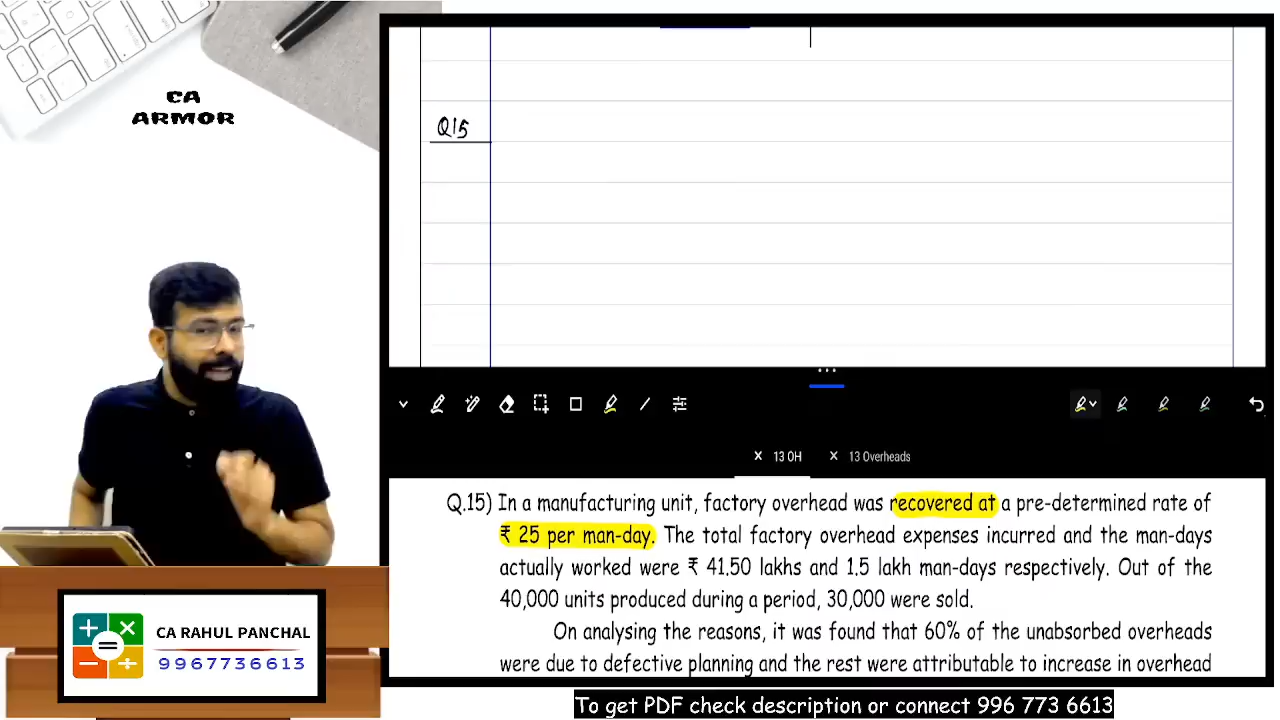 CA
ARMOR
Q15
13 OH
13 Overheads
Q.15) In a manufacturing unit, factory overhead was recovered at a pre-determined rate of
₹ 25 per man-day. The total factory overhead expenses incurred and the man-days
actually worked were ₹ 41.50 lakhs and 1.5 lakh man-days respectively. Out of the
40,000 units produced during a period, 30,000 were sold.
On analysing the reasons, it was found that 60% of the unabsorbed overheads
were due to defective planning and the rest were attributable to increase in overhead
CA RAHUL PANCHAL
9967736613
To get PDF check description or connect 996 773 6613